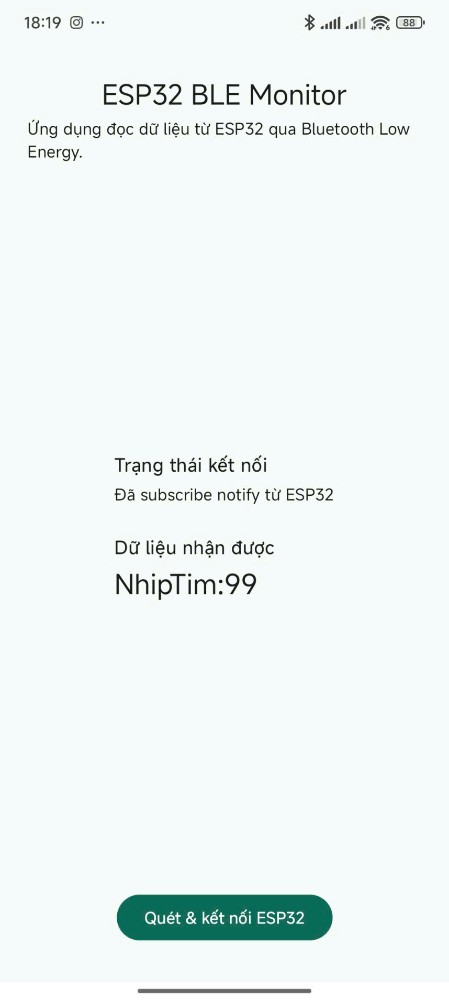 18:19
88
ESP32 BLE Monitor
Ứng dụng đọc dữ liệu từ ESP32 qua Bluetooth Low
Energy.
Trạng thái kết nối
Đã subscribe notify từ ESP32
Dữ liệu nhận được
NhipTim:99
Quét & kết nối ESP32